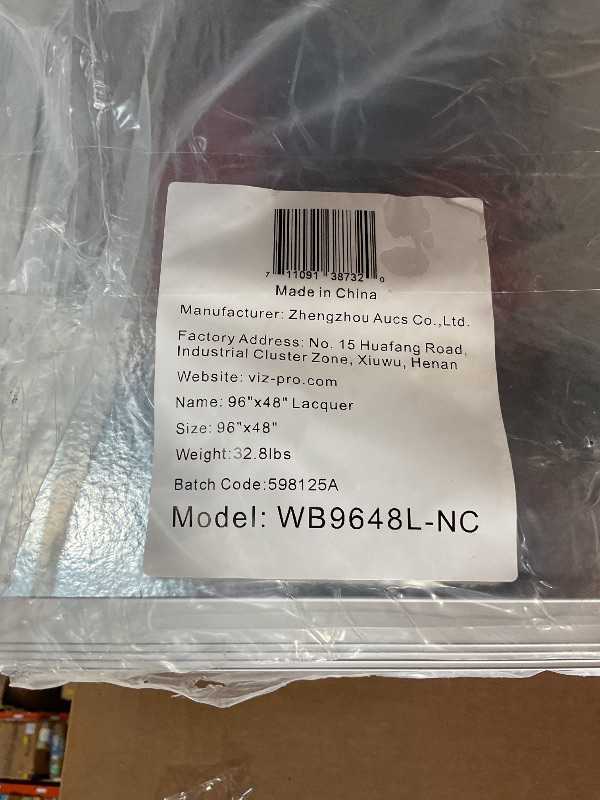 7 11091 38732 0
Made in China
Manufacturer: Zhengzhou Aucs Co.,Ltd.
Factory Address: No. 15 Huafang Road,
Industrial Cluster Zone, Xiuwu, Henan
Website: viz-pro.com
Name: 96"x48" Lacquer
Size: 96"x48"
Weight:32.8lbs
Batch Code:598125A
Model: WB9648L-NC